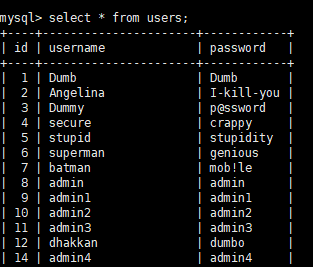 mysql> select * from users;
+----+----------------------+------------+
| id | username | password |
+----+----------------------+------------+
| 1 | Dumb | Dumb |
| 2 | Angelina | I-kill-you |
| 3 | Dummy | p@ssword |
| 4 | secure | crappy |
| 5 | stupid | stupidity |
| 6 | superman | genious |
| 7 | batman | mob!le |
| 8 | admin | admin |
| 9 | admin1 | admin1 |
| 10 | admin2 | admin2 |
| 11 | admin3 | admin3 |
| 12 | dhakkan | dumbo |
| 14 | admin4 | admin4 |